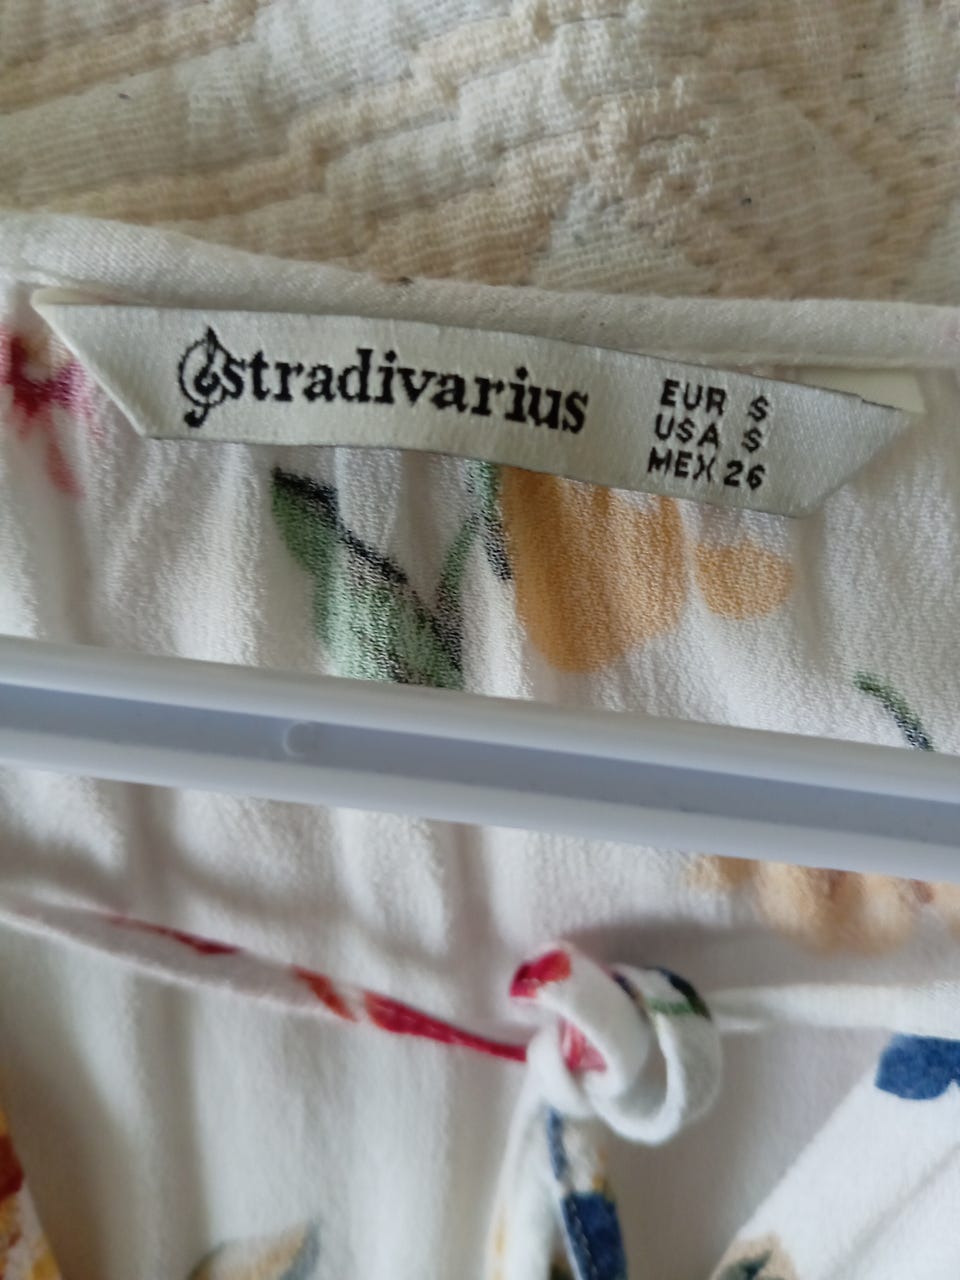 stradivarius
EUR S
USA S
MEX 26